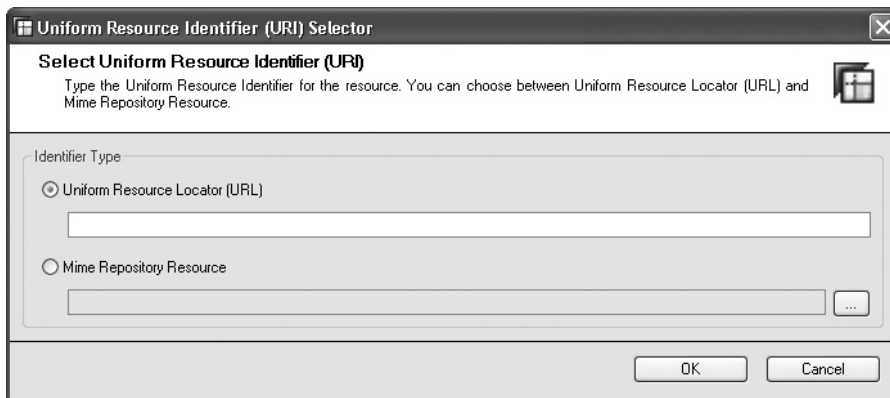 Uniform Resource Identifier (URI) Selector
Select Uniform Resource Identifier (URI)
Type the Uniform Resource Identifier for the resource. You can choose between Uniform Resource Locator (URL) and
Mime Repository Resource.
Identifier Type
Uniform Resource Locator (URL)
Mime Repository Resource
...
OK Cancel